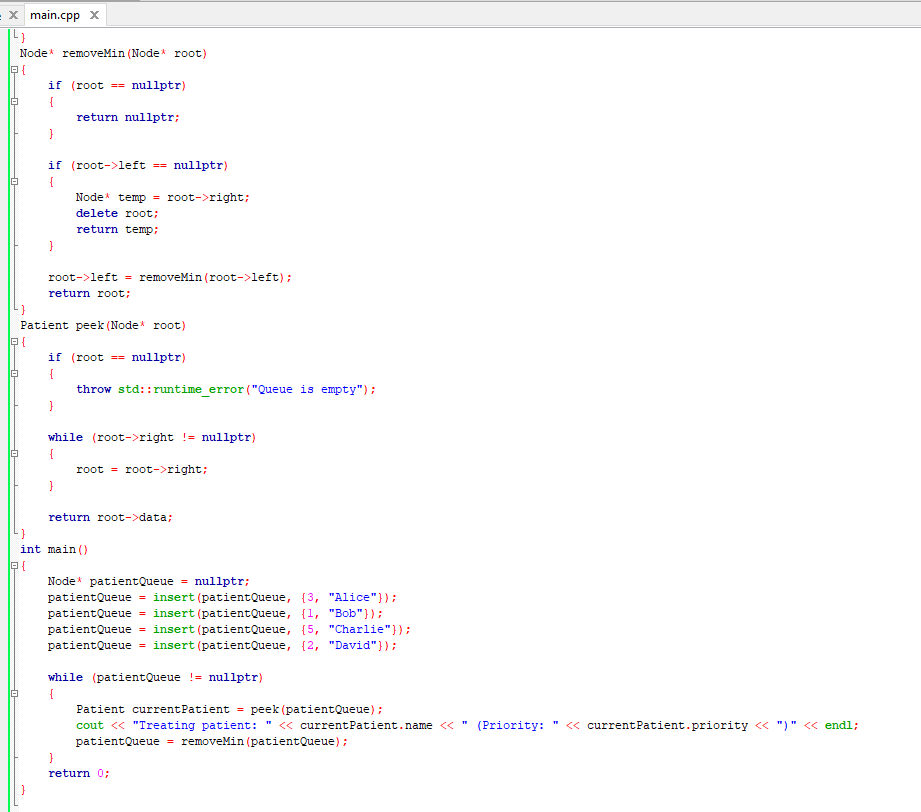 main.cpp
}
Node* removeMin(Node* root)
{
    if (root == nullptr)
    {
        return nullptr;
    }

    if (root->left == nullptr)
    {
        Node* temp = root->right;
        delete root;
        return temp;
    }

    root->left = removeMin(root->left);
    return root;
}
Patient peek(Node* root)
{
    if (root == nullptr)
    {
        throw std::runtime_error("Queue is empty");
    }

    while (root->right != nullptr)
    {
        root = root->right;
    }

    return root->data;
}
int main()
{
    Node* patientQueue = nullptr;
    patientQueue = insert(patientQueue, {3, "Alice"});
    patientQueue = insert(patientQueue, {1, "Bob"});
    patientQueue = insert(patientQueue, {5, "Charlie"});
    patientQueue = insert(patientQueue, {2, "David"});

    while (patientQueue != nullptr)
    {
        Patient currentPatient = peek(patientQueue);
        cout << "Treating patient: " << currentPatient.name << " (Priority: " << currentPatient.priority << ")" << endl;
        patientQueue = removeMin(patientQueue);
    }
    return 0;
}